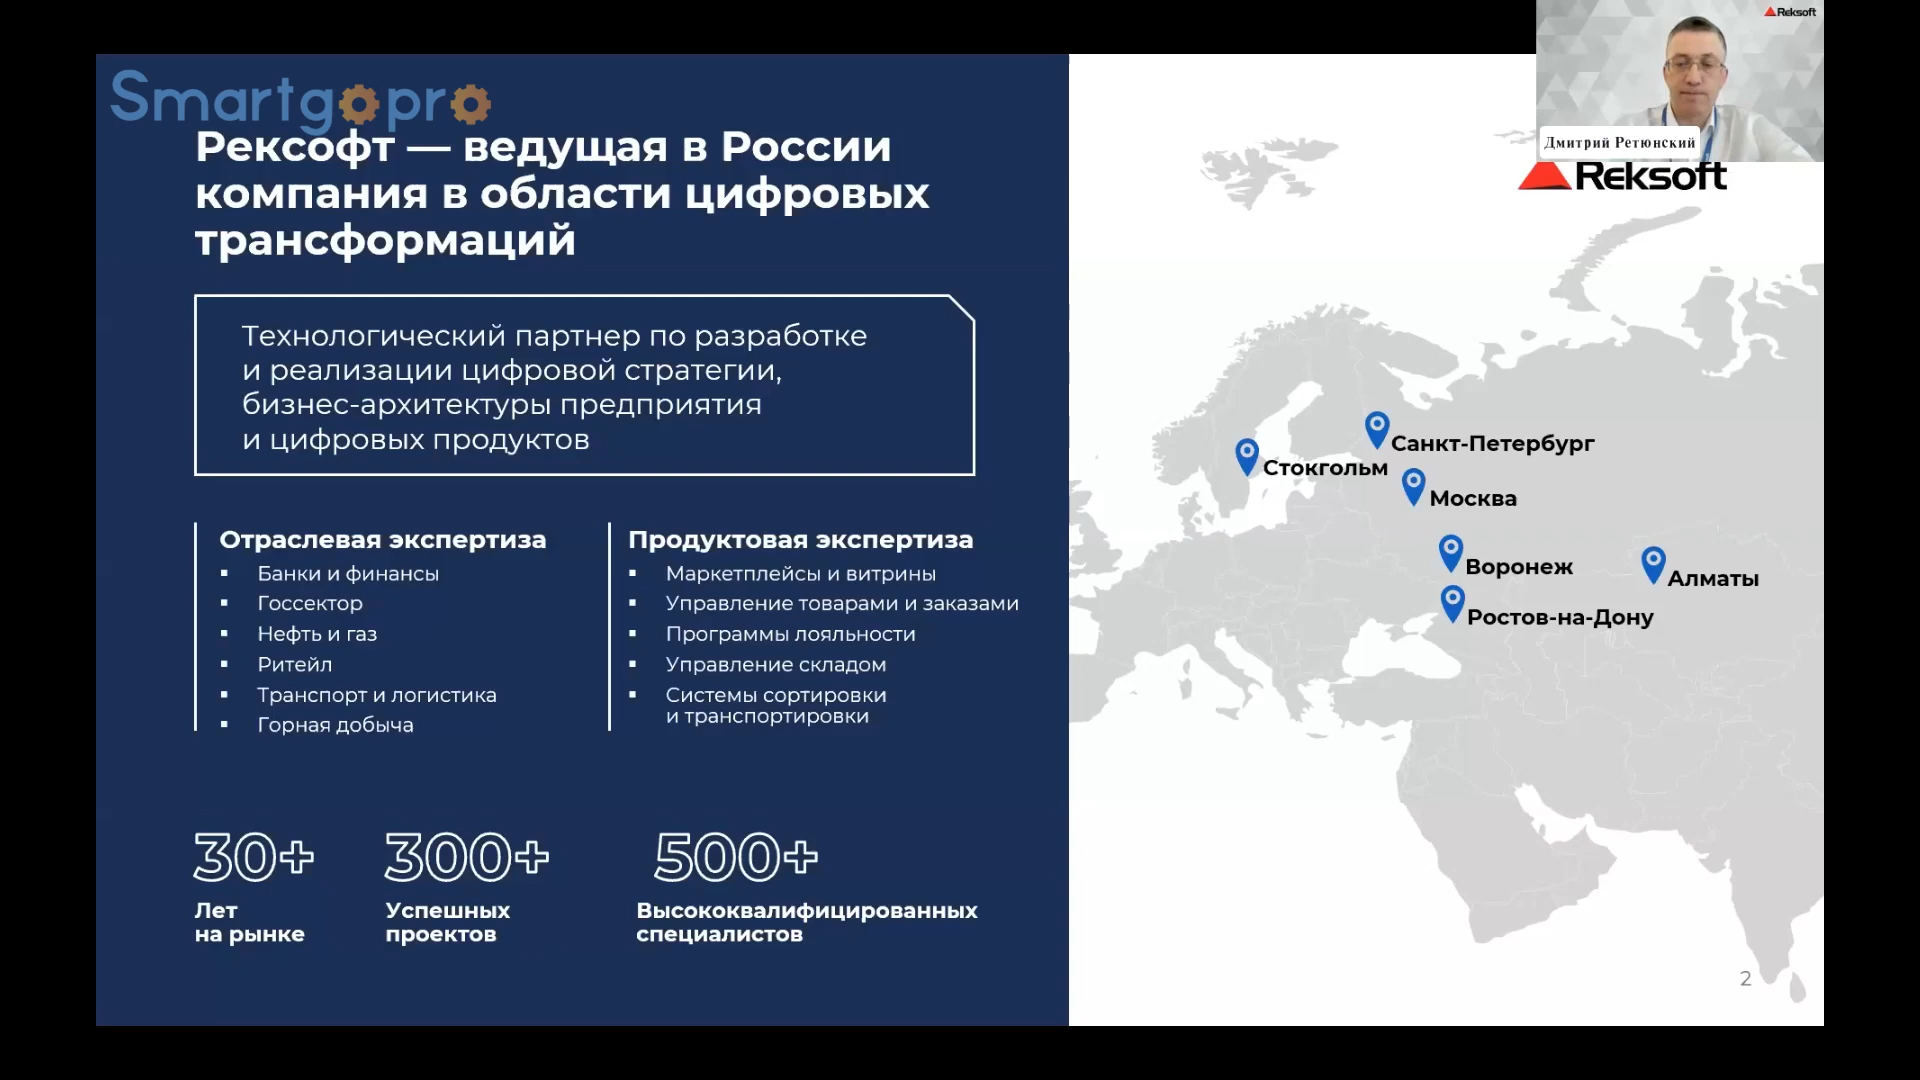 Smartgopro
Рексофт — ведущая в России
компания в области цифровых
трансформаций
Технологический партнер по разработке
и реализации цифровой стратегии,
бизнес-архитектуры предприятия
и цифровых продуктов
Отраслевая экспертиза
▪ Банки и финансы
▪ Госсектор
▪ Нефть и газ
▪ Ритейл
▪ Транспорт и логистика
▪ Горная добыча
Продуктовая экспертиза
▪ Маркетплейсы и витрины
▪ Управление товарами и заказами
▪ Программы лояльности
▪ Управление складом
▪ Системы сортировки
и транспортировки
30+
Лет
на рынке
300+
Успешных
проектов
500+
Высококвалифицированных
специалистов
Reksoft
Дмитрий Ретюнский
Reksoft
Санкт-Петербург
Стокгольм
Москва
Воронеж
Алматы
Ростов-на-Дону
2